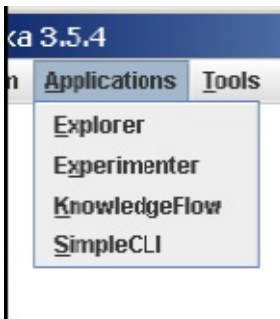 ka 3.5.4
Applications Tools
Explorer
Experimenter
KnowledgeFlow
SimpleCLI